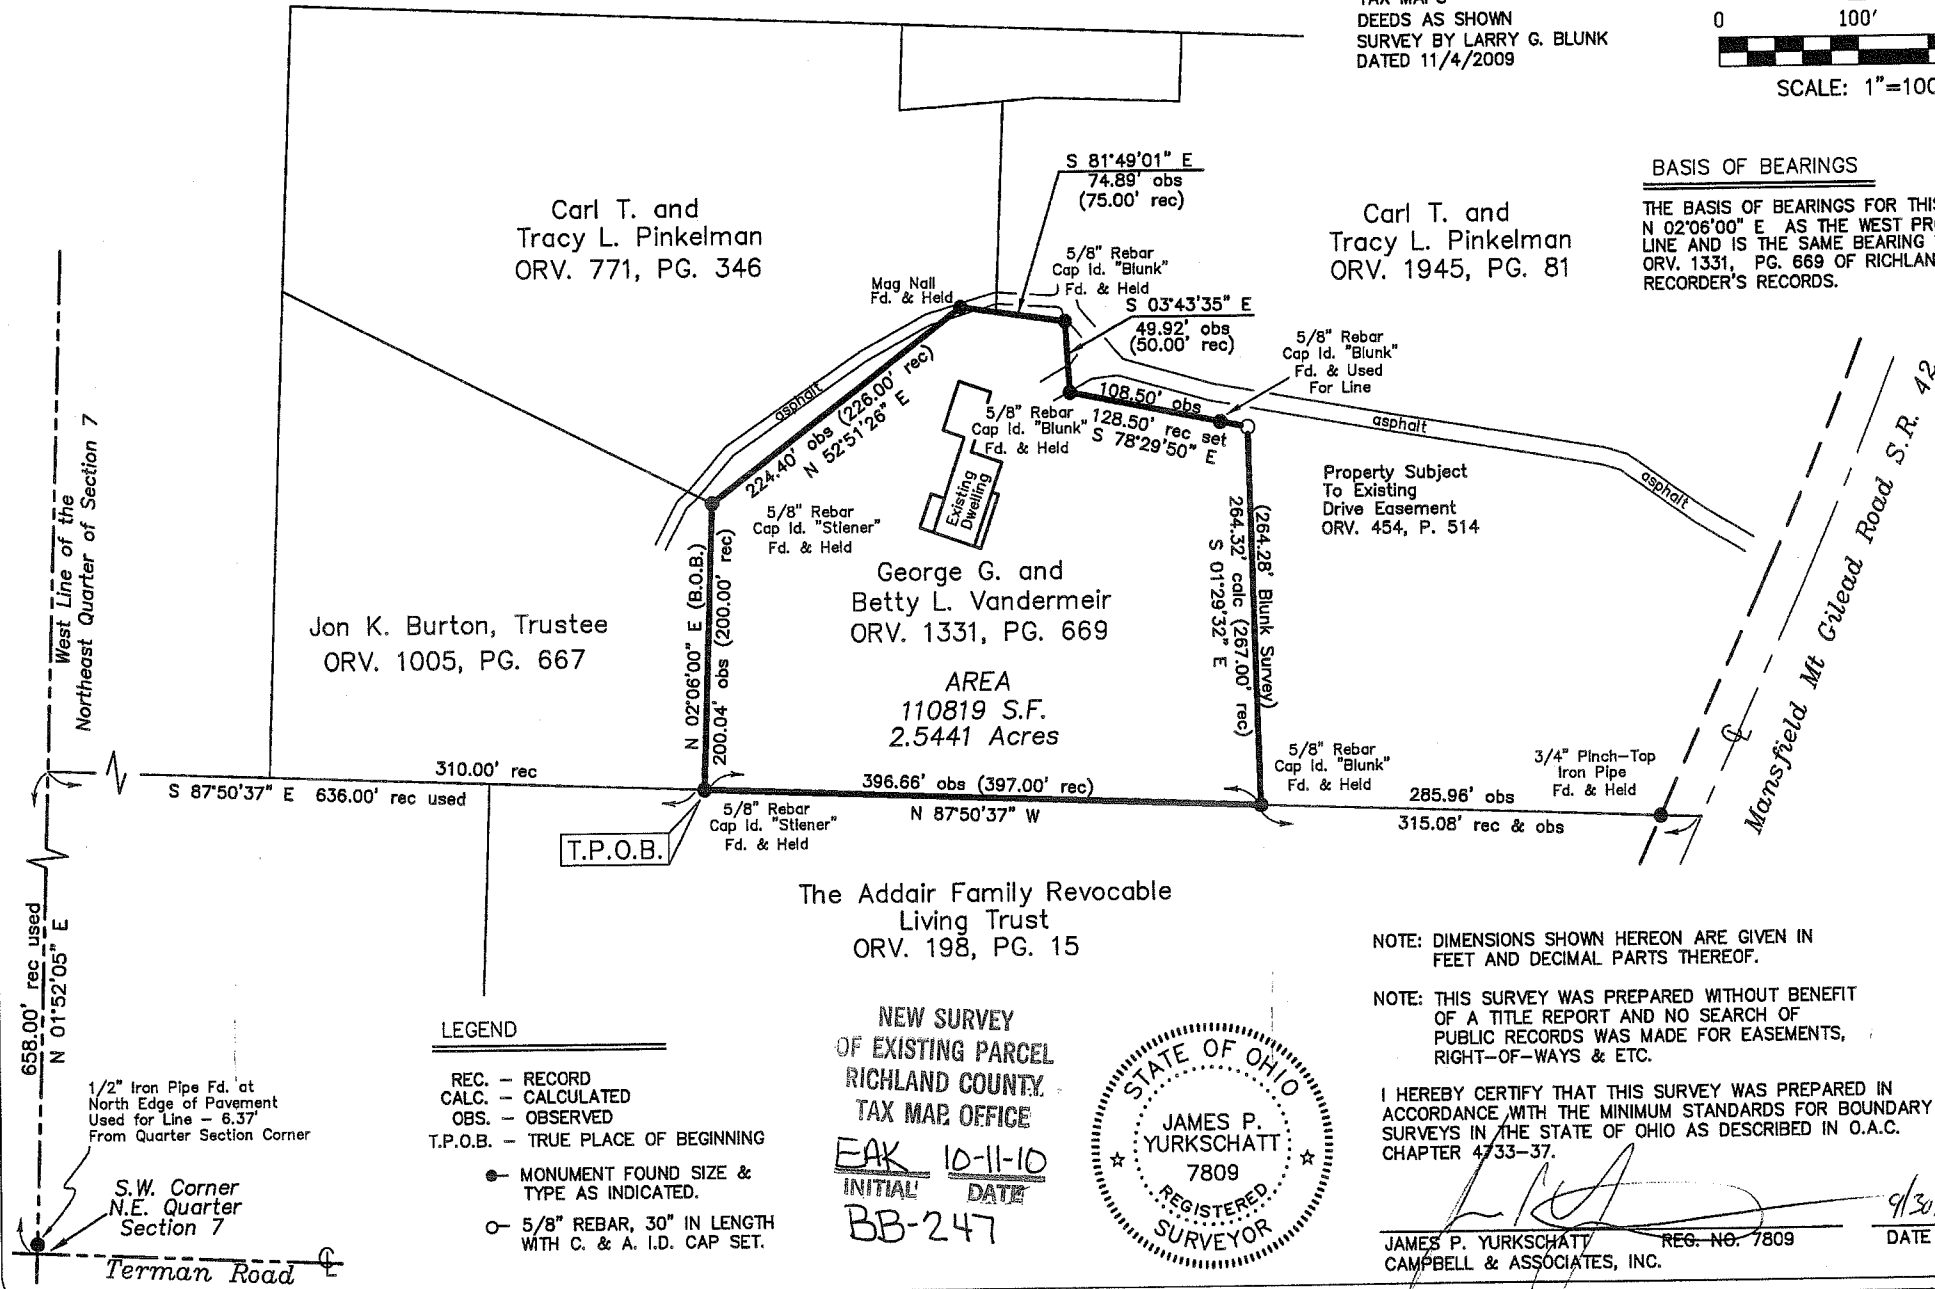 TAX MAPS
DEEDS AS SHOWN
SURVEY BY LARRY G. BLUNK
DATED 11/4/2009
0 100'
SCALE: 1"=100
BASIS OF BEARINGS
THE BASIS OF BEARINGS FOR THIS
N 02°06'00" E AS THE WEST
LINE AND IS THE SAME BEARING
ORV. 1331, PG. 669 OF
RECORDER'S RECORDS.
S 81°49'01" E
74.89' obs
(75.00' rec)
Carl T. and
Tracy L. Pinkelman
ORV. 771, PG. 346
Carl T. and
Tracy L. Pinkelman
ORV. 1945, PG. 81
5/8" Rebar
Cap Id. "Blunk"
Fd. & Held
Mag Nail
Fd. & Held
S 03°43'35" E
49.92' obs
(50.00' rec)
5/8" Rebar
Cap Id. "Blunk"
Fd. & Used
For Line
asphalt
224.40' obs (226.00' rec)
N 52°51'26" E
108.50' obs
128.50' rec set
S 78°29'50" E
5/8" Rebar
Cap Id. "Blunk"
Fd. & Held
asphalt
asphalt
Existing
Dwelling
Property Subject
To Existing
Drive Easement
ORV. 454, P. 514
Mansfield Mt Gilead Road S.R. 42
West Line of the
Northeast Quarter of Section 7
5/8" Rebar
Cap Id. "Stiener"
Fd. & Held
N 02°06'00" E (B.O.B.)
200.04' obs (200.00' rec)
George G. and
Betty L. Vandermeir
ORV. 1331, PG. 669
AREA
110819 S.F.
2.5441 Acres
(264.28' Blunk Survey)
264.32' calc (267.00' rec)
S 01°29'32" E
Jon K. Burton, Trustee
ORV. 1005, PG. 667
310.00' rec
S 87°50'37" E 636.00' rec used
396.66' obs (397.00' rec)
N 87°50'37" W
5/8" Rebar
Cap Id. "Blunk"
Fd. & Held
3/4" Pinch-Top
Iron Pipe
Fd. & Held
285.96' obs
315.08' rec & obs
5/8" Rebar
Cap Id. "Stiener"
Fd. & Held
T.P.O.B.
The Addair Family Revocable
Living Trust
ORV. 198, PG. 15
658.00' rec used
N 01°52'05" E
1/2" Iron Pipe Fd. at
North Edge of Pavement
Used for Line - 6.37'
From Quarter Section Corner
S.W. Corner
N.E. Quarter
Section 7
Terman Road
LEGEND
REC. - RECORD
CALC. - CALCULATED
OBS. - OBSERVED
T.P.O.B. - TRUE PLACE OF BEGINNING
MONUMENT FOUND SIZE &
TYPE AS INDICATED.
5/8" REBAR, 30" IN LENGTH
WITH C. & A. I.D. CAP SET.
NEW SURVEY
OF EXISTING PARCEL
RICHLAND COUNTY
TAX MAP OFFICE
EAK 10-11-10
INITIAL DATE
BB-247
STATE OF OHIO
JAMES P.
YURKSCHATT
7809
REGISTERED
SURVEYOR
NOTE: DIMENSIONS SHOWN HEREON ARE GIVEN IN
FEET AND DECIMAL PARTS THEREOF.
NOTE: THIS SURVEY WAS PREPARED WITHOUT BENEFIT
OF A TITLE REPORT AND NO SEARCH OF
PUBLIC RECORDS WAS MADE FOR EASEMENTS,
RIGHT-OF-WAYS & ETC.
I HEREBY CERTIFY THAT THIS SURVEY WAS PREPARED IN
ACCORDANCE WITH THE MINIMUM STANDARDS FOR BOUNDARY
SURVEYS IN THE STATE OF OHIO AS DESCRIBED IN O.A.C.
CHAPTER 4733-37.
9/30
JAMES P. YURKSCHATT REG. NO. 7809 DATE
CAMPBELL & ASSOCIATES, INC.